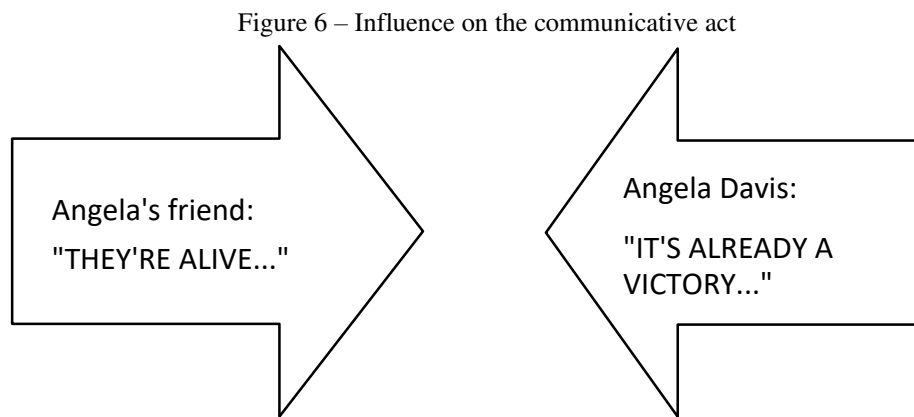 Figure 6 – Influence on the communicative act
Angela's friend:
"THEY'RE ALIVE..."
Angela Davis:
"IT'S ALREADY A
VICTORY..."